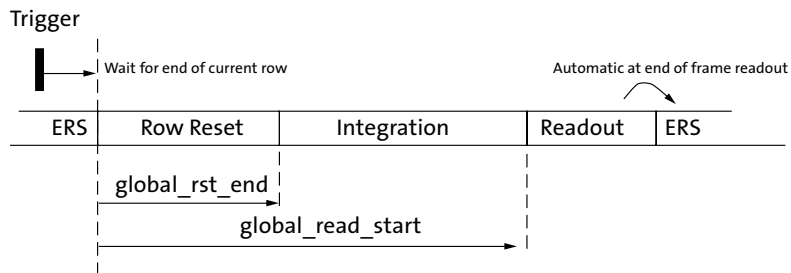 Trigger
Wait for end of current row
Automatic at end of frame readout
ERS
Row Reset
Integration
Readout
ERS
global_rst_end
global_read_start